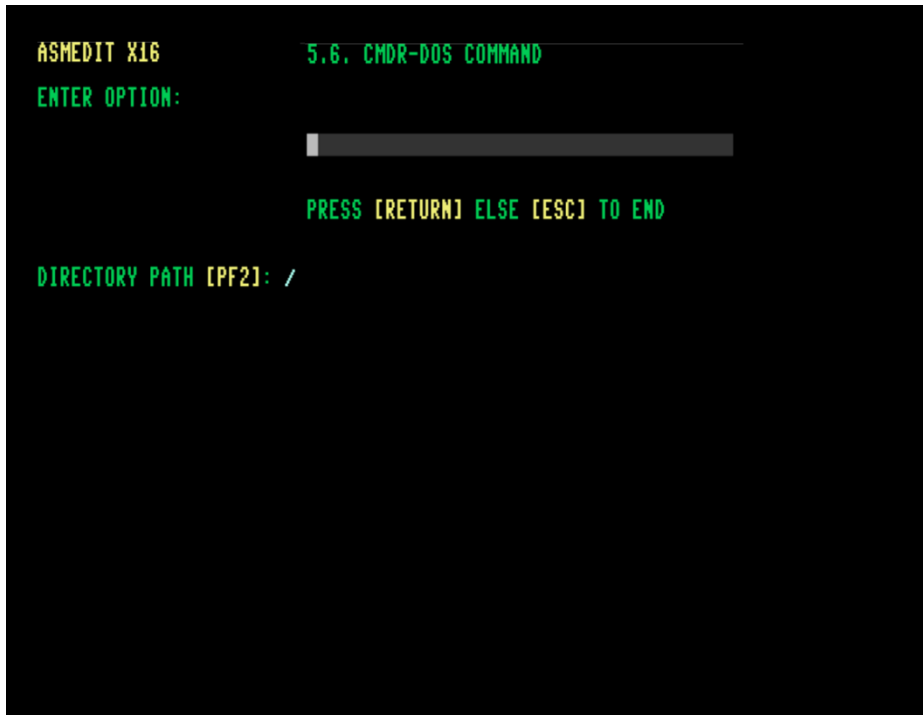 ASMEDIT X16 5.6. CMDR-DOS COMMAND
ENTER OPTION:
PRESS [RETURN] ELSE [ESC] TO END
DIRECTORY PATH [PF2]: /